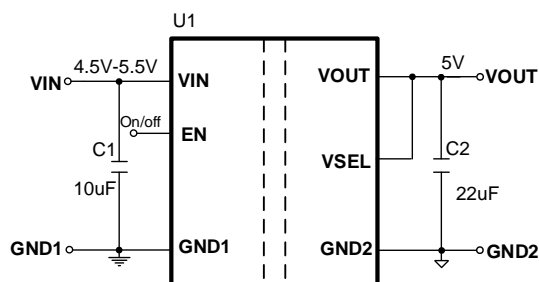 U1
4.5V-5.5V
VIN
VIN
VOUT
5V
VOUT
On/off
EN
C1
10uF
VSEL
C2
22uF
GND1
GND1
GND2
GND2